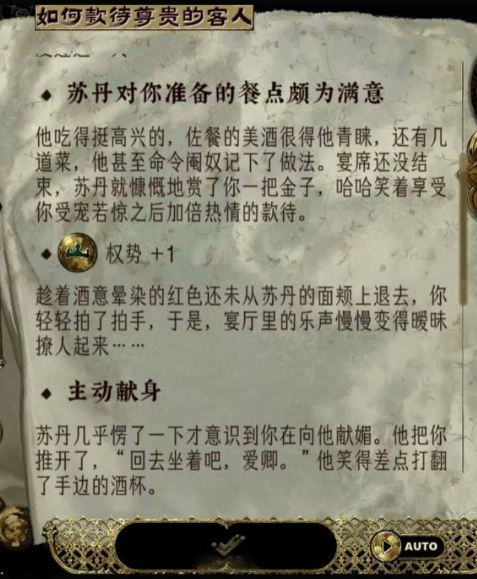 如何款待尊贵的客人
苏丹对你准备的餐点颇为满意
他吃得挺高兴的，佐餐的美酒很得他青睐，还有几
道菜，他甚至命令阉奴记下了做法。宴席还没结
束，苏丹就慷慨地赏了你一把金子，哈哈笑着享受
你受宠若惊之后加倍热情的款待。
权势 +1
趁着酒意晕染的红色还未从苏丹的面颊上退去，你
轻轻拍了拍手，于是，宴厅里的乐声慢慢变得暧昧
撩人起来……
主动献身
苏丹几乎愣了一下才意识到你在向他献媚。他把你
推开了，“回去坐着吧，爱卿。”他笑得差点打翻
了手边的酒杯。
AUTO